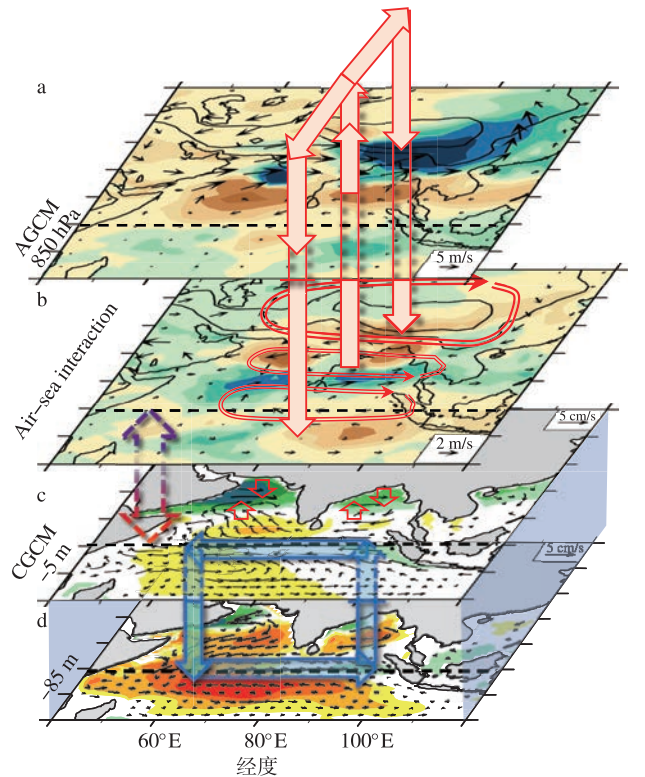 a
AGCM
850 hPa
5 m/s
b
Air–sea interaction
2 m/s
5 cm/s
c
CGCM
−5 m
5 cm/s
d
−85 m
60°E 80°E 100°E
经度